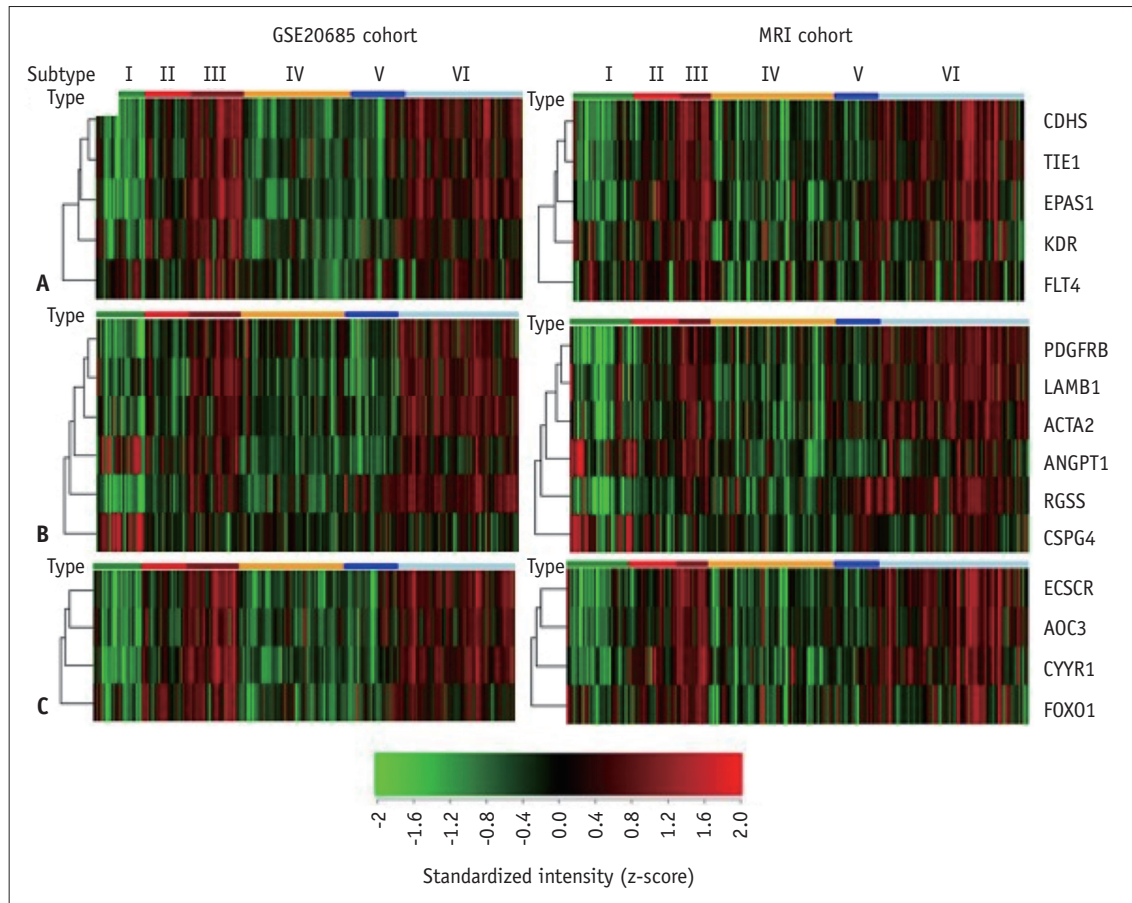 GSE20685 cohort
MRI cohort
Subtype I II III IV V VI
I II III IV V VI
Type
Type
CDHS
TIE1
EPAS1
KDR
FLT4
A
Type
Type
PDGFRB
LAMB1
ACTA2
ANGPT1
RGSS
CSPG4
B
Type
Type
ECSCR
AOC3
CYYR1
FOXO1
C
-2 -1.6 -1.2 -0.8 -0.4 0.0 0.4 0.8 1.2 1.6 2.0
Standardized intensity (z-score)